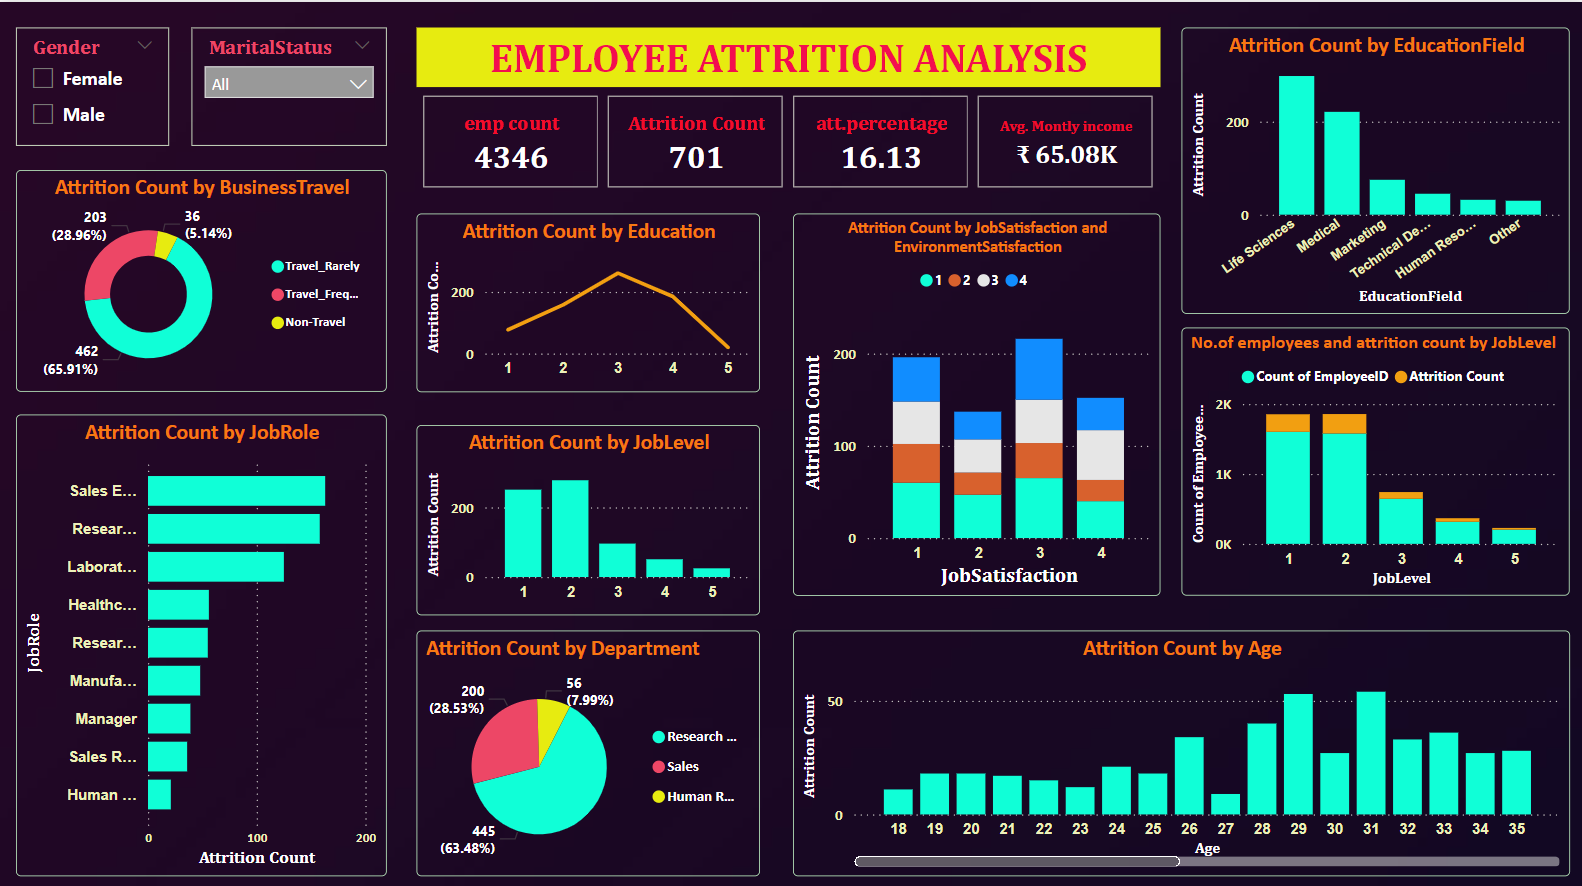 Gender
Female
Male
MaritalStatus
All
EMPLOYEE ATTRITION ANALYSIS
emp count
4346
Attrition Count
701
att.percentage
16.13
Avg. Montly income
₹ 65.08K
Attrition Count by EducationField
Attrition Count
200
0
Life Sciences
Medical
Marketing
Technical De...
Human Reso...
Other
EducationField
Attrition Count by BusinessTravel
203
(28.96%)
36
(5.14%)
462
(65.91%)
Travel_Rarely
Travel_Freq...
Non-Travel
Attrition Count by Education
Attrition Co...
200
0
1 2 3 4 5
Attrition Count by JobSatisfaction and
EnvironmentSatisfaction
1 2 3 4
Attrition Count
200
100
0
1 2 3 4
JobSatisfaction
No.of employees and attrition count by JobLevel
Count of EmployeeID Attrition Count
Count of Employee...
2K
1K
0K
1 2 3 4 5
JobLevel
Attrition Count by JobRole
JobRole
Sales E...
Resear...
Laborat...
Healthc...
Resear...
Manufa...
Manager
Sales R...
Human ...
0 100 200
Attrition Count
Attrition Count by JobLevel
Attrition Count
200
0
1 2 3 4 5
Attrition Count by Department
200
(28.53%)
56
(7.99%)
445
(63.48%)
Research ...
Sales
Human R...
Attrition Count by Age
Attrition Count
50
0
18 19 20 21 22 23 24 25 26 27 28 29 30 31 32 33 34 35
Age